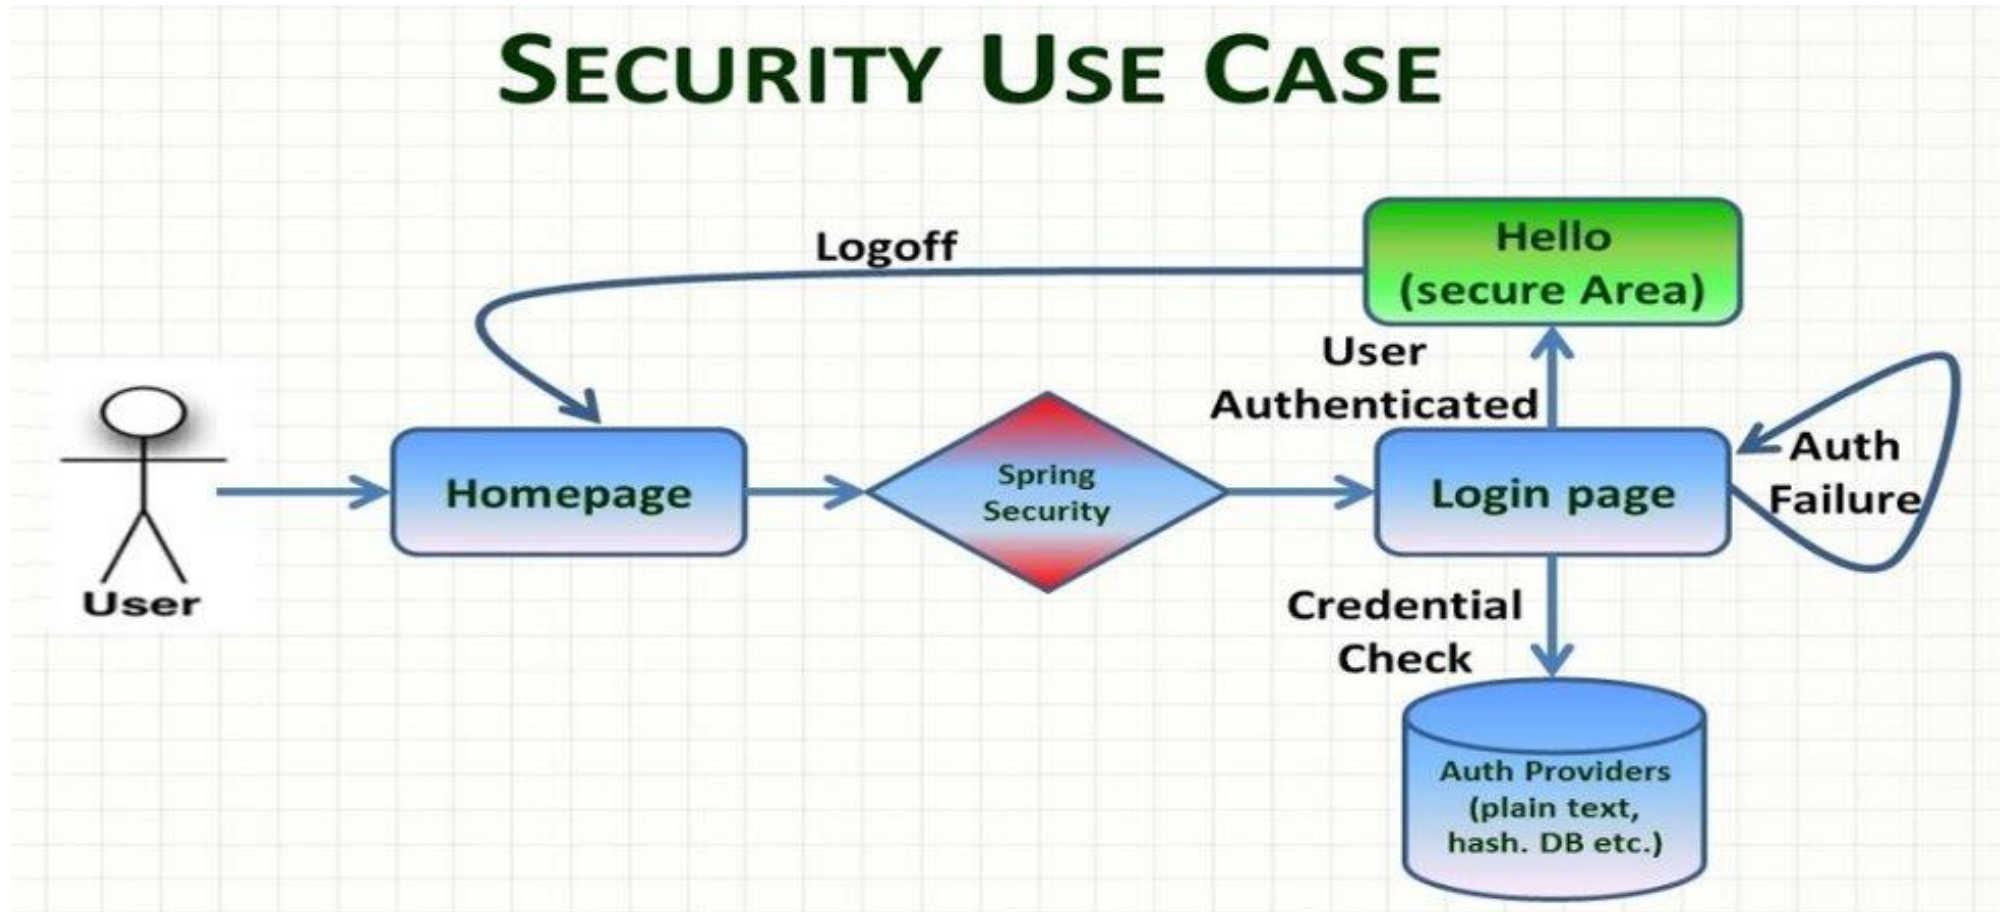 SECURITY USE CASE
Logoff
Hello
(secure Area)
User
Authenticated
User
Homepage
Spring
Security
Login page
Auth
Failure
Credential
Check
Auth Providers
(plain text,
hash. DB etc.)